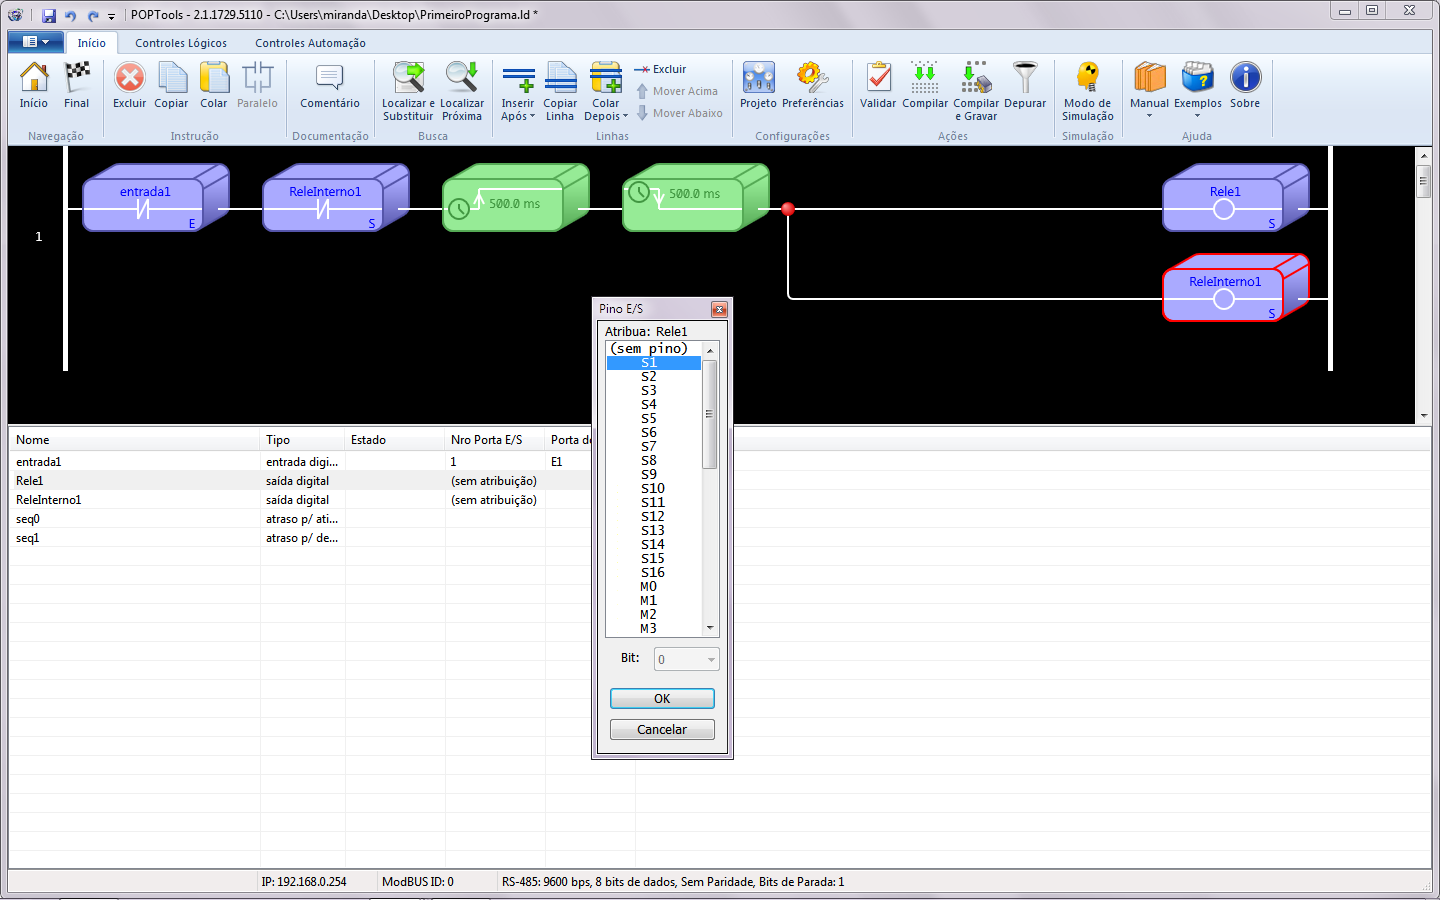 POPTools - 2.1.1729.5110 - C:\Users\miranda\Desktop\PrimeiroPrograma.ld *
Início Controles Lógicos Controles Automação
Início Final
Navegação
Excluir Copiar Colar Paralelo
Instrução
Comentário
Documentação
Localizar e Substituir
Localizar Próxima
Busca
Inserir Após
Copiar Linha
Colar Depois
Excluir
Mover Acima
Mover Abaixo
Linhas
Projeto Preferências
Configurações
Validar Compilar Compilar e Gravar Depurar
Ações
Modo de Simulação
Simulação
Manual Exemplos Sobre
Ajuda
1
entrada1
E
ReleInterno1
S
500.0 ms
500.0 ms
Rele1
S
ReleInterno1
S
Pino E/S
Atribua: Rele1
(sem pino)
S1
S2
S3
S4
S5
S6
S7
S8
S9
S10
S11
S12
S13
S14
S15
S16
M0
M1
M2
M3
Bit: 0
OK
Cancelar
Nome Tipo Estado Nro Porta E/S Porta de
entrada1 entrada digi... 1 E1
Rele1 saída digital (sem atribuição)
ReleInterno1 saída digital (sem atribuição)
seq0 atraso p/ ati...
seq1 atraso p/ de...
IP: 192.168.0.254 ModBUS ID: 0 RS-485: 9600 bps, 8 bits de dados, Sem Paridade, Bits de Parada: 1